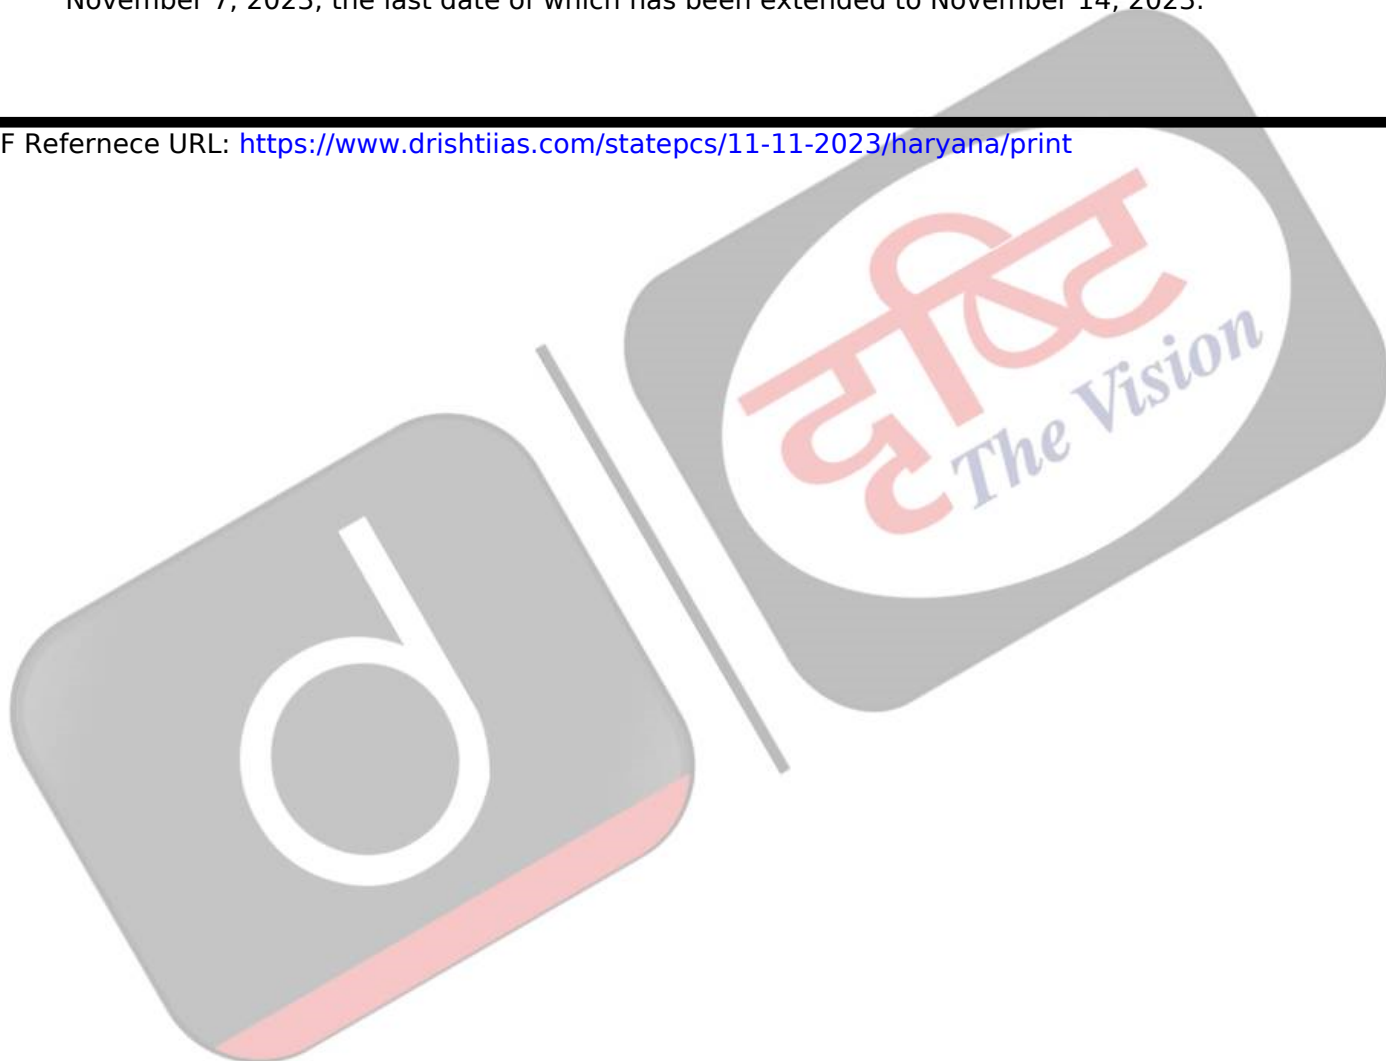 November 7, 2023, the last date of which has been extended to November 14, 2023.
F Refernece URL: https://www.drishtiias.com/statepcs/11-11-2023/haryana/print
दृष्टि
The Vision
d